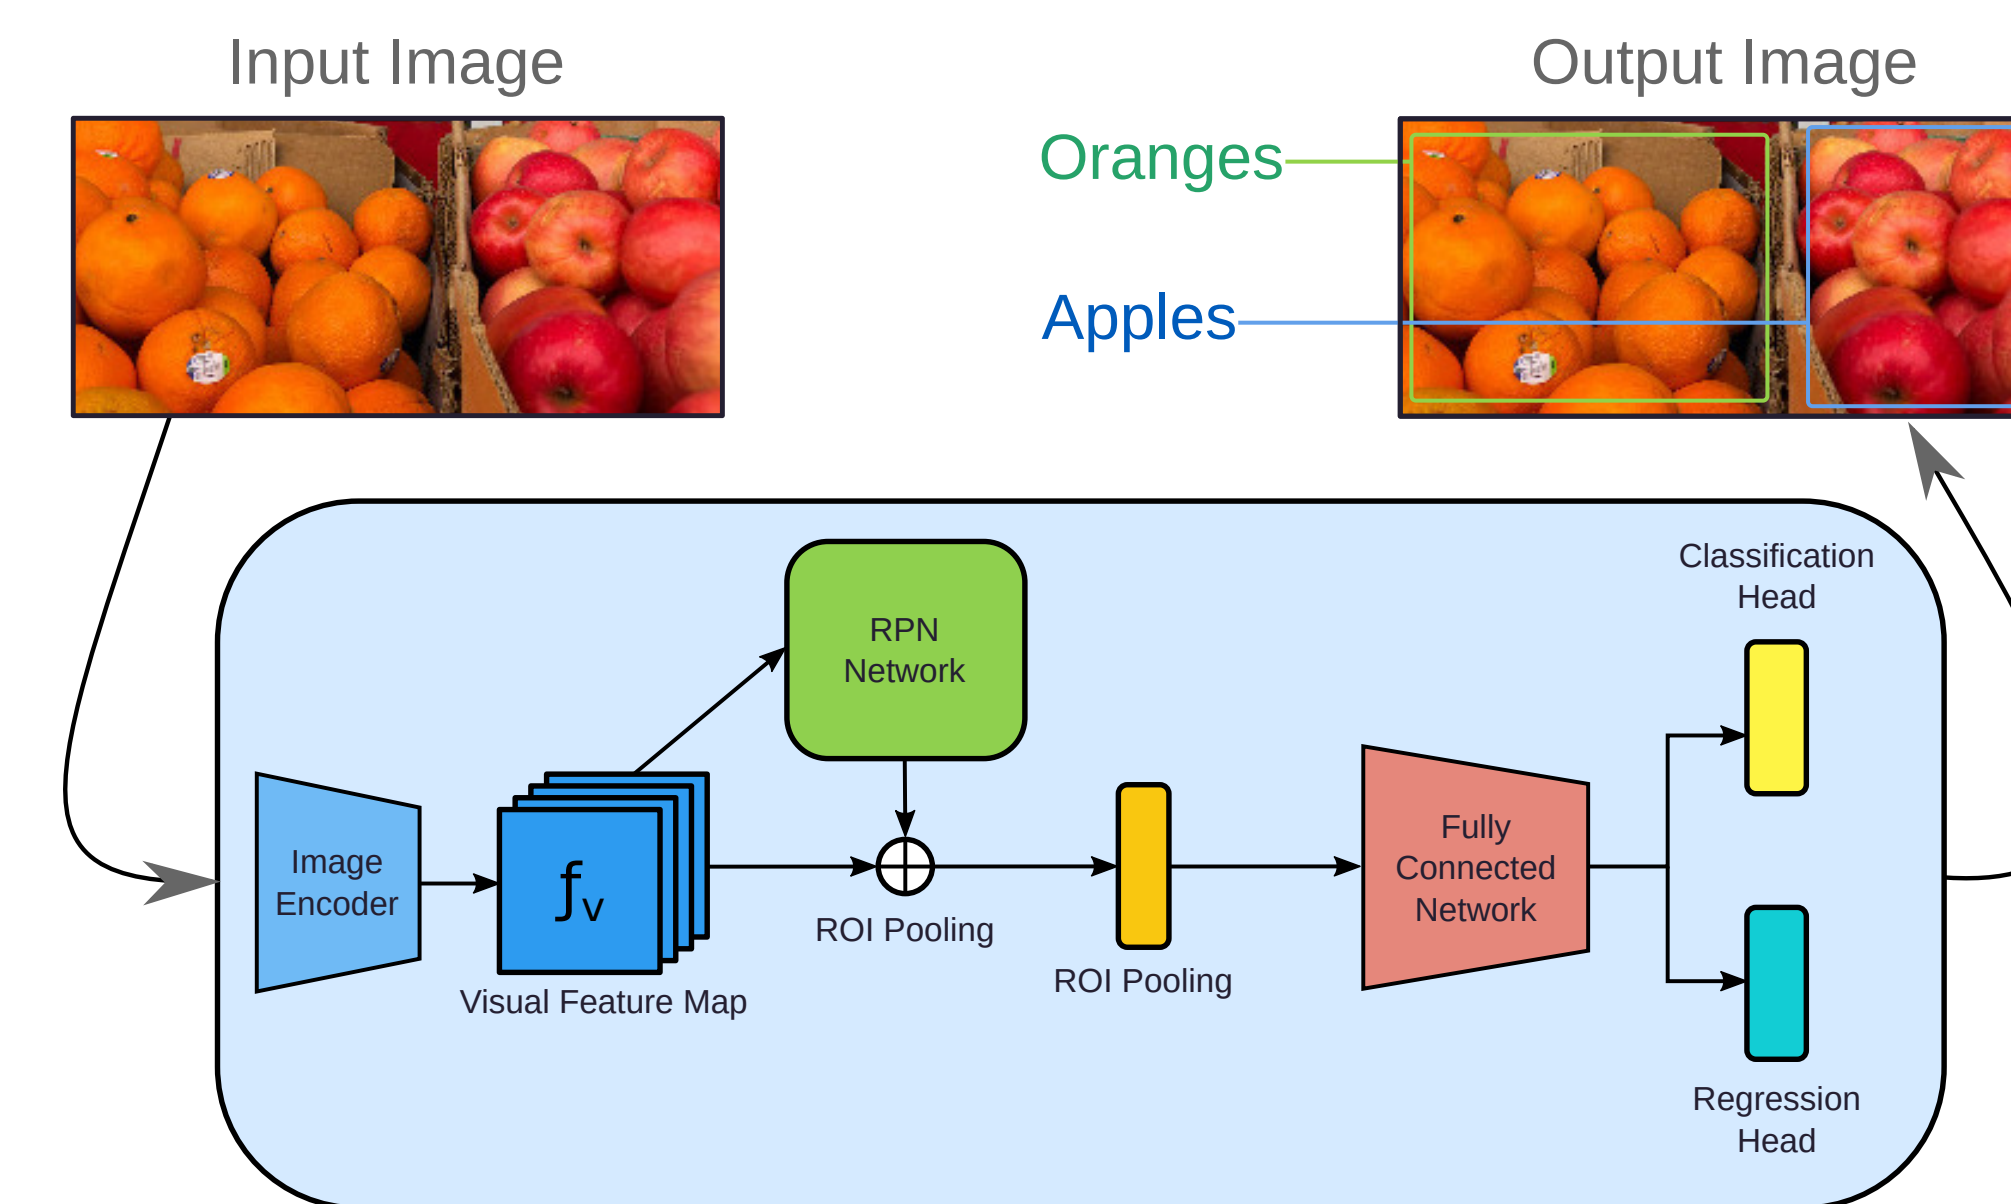 Input Image
Output Image
Oranges
Apples
Classification
Head
RPN
Network
Image
Encoder
fv
Visual Feature Map
ROI Pooling
ROI Pooling
Fully
Connected
Network
Regression
Head